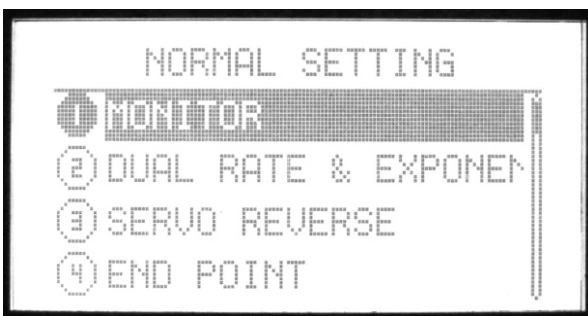 NORMAL SETTING
1 MONITOR
2 DUAL RATE & EXPONEN
3 SERVO REVERSE
4 END POINT